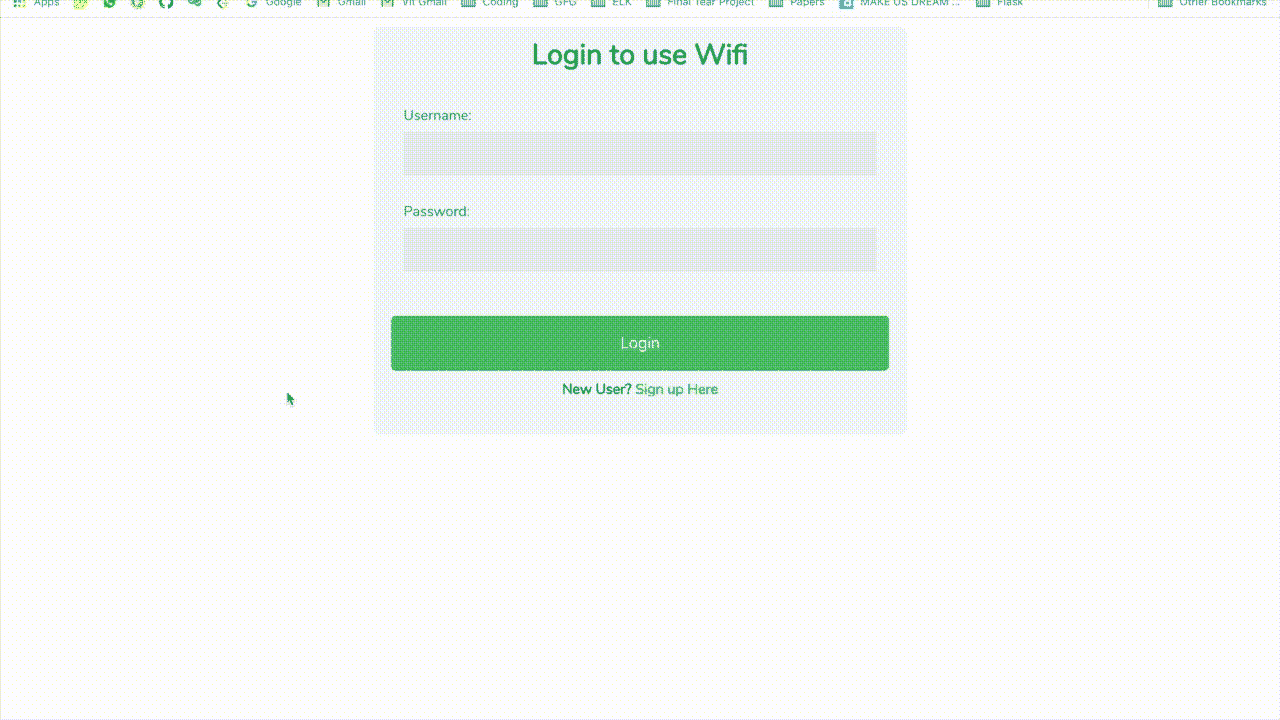 Apps Google Gmail Vit Gmail Coding GFG ELK Final Year Project Papers MAKE US DREAM ... Flask Other Bookmarks
Login to use Wifi
Username:
Password:
Login
New User? Sign up Here